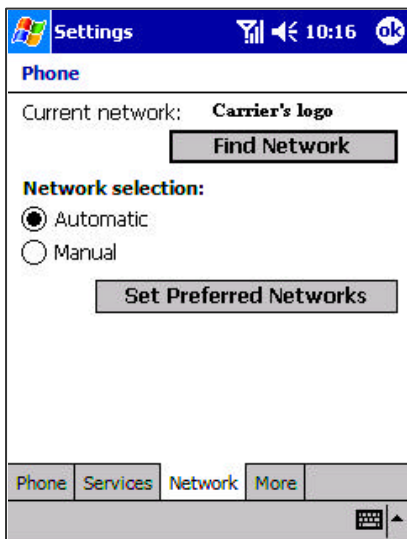 Settings 10:16 ok
Phone
Current network: Carrier's logo
Find Network
Network selection:
Automatic
Manual
Set Preferred Networks
Phone Services Network More